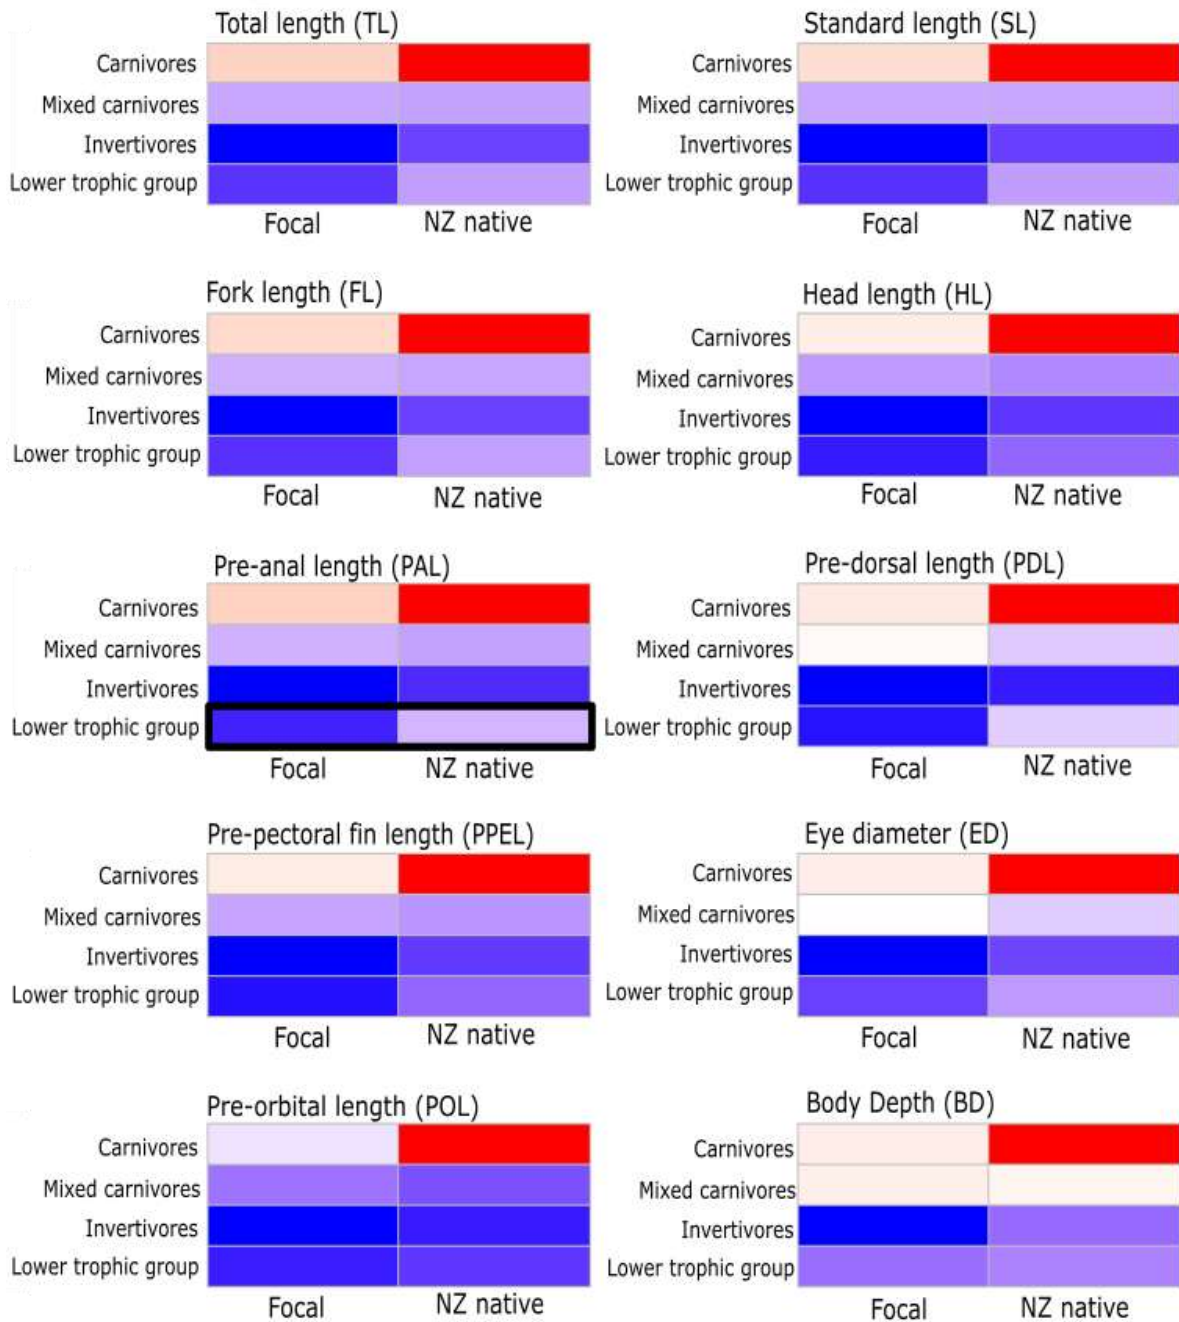 Total length (TL)
Carnivores
Mixed carnivores
Invertivores
Lower trophic group
Focal
NZ native
Standard length (SL)
Carnivores
Mixed carnivores
Invertivores
Lower trophic group
Focal
NZ native
Fork length (FL)
Carnivores
Mixed carnivores
Invertivores
Lower trophic group
Focal
NZ native
Head length (HL)
Carnivores
Mixed carnivores
Invertivores
Lower trophic group
Focal
NZ native
Pre-anal length (PAL)
Carnivores
Mixed carnivores
Invertivores
Lower trophic group
Focal
NZ native
Pre-dorsal length (PDL)
Carnivores
Mixed carnivores
Invertivores
Lower trophic group
Focal
NZ native
Pre-pectoral fin length (PPEL)
Carnivores
Mixed carnivores
Invertivores
Lower trophic group
Focal
NZ native
Eye diameter (ED)
Carnivores
Mixed carnivores
Invertivores
Lower trophic group
Focal
NZ native
Pre-orbital length (POL)
Carnivores
Mixed carnivores
Invertivores
Lower trophic group
Focal
NZ native
Body Depth (BD)
Carnivores
Mixed carnivores
Invertivores
Lower trophic group
Focal
NZ native